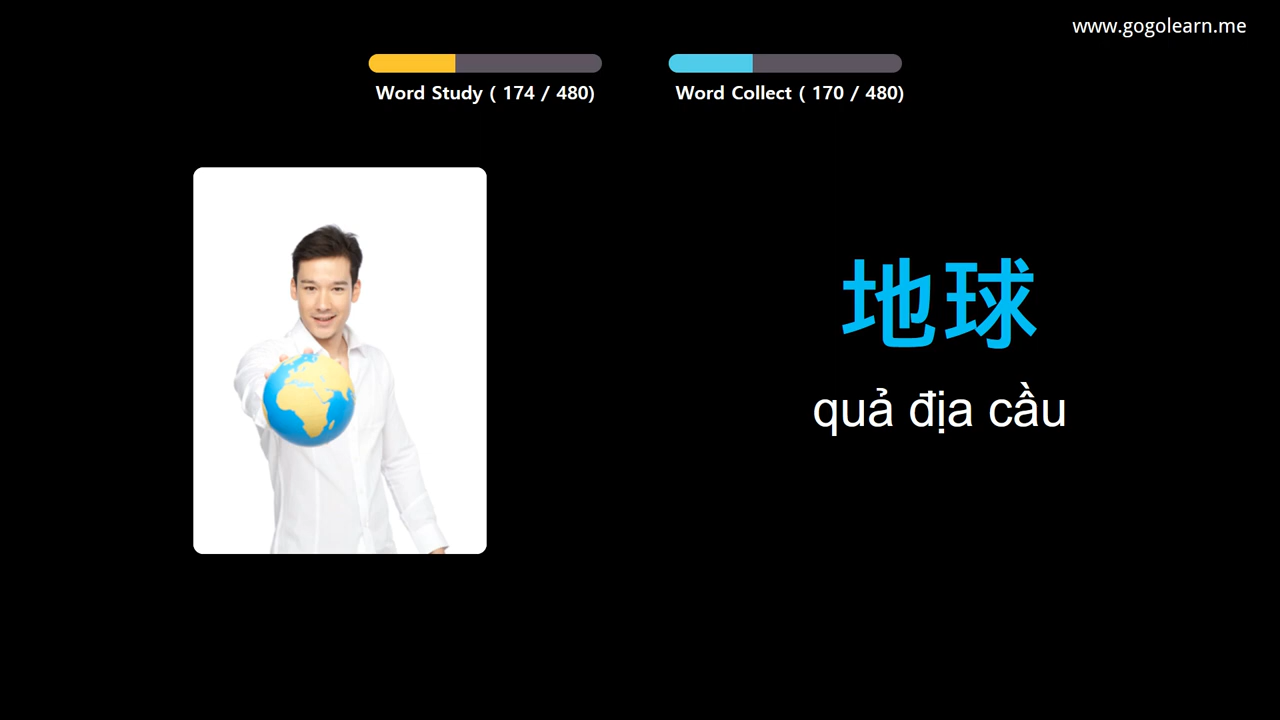 www.gogolearn.me
Word Study ( 174 / 480)
Word Collect ( 170 / 480)
地球
quả địa cầu